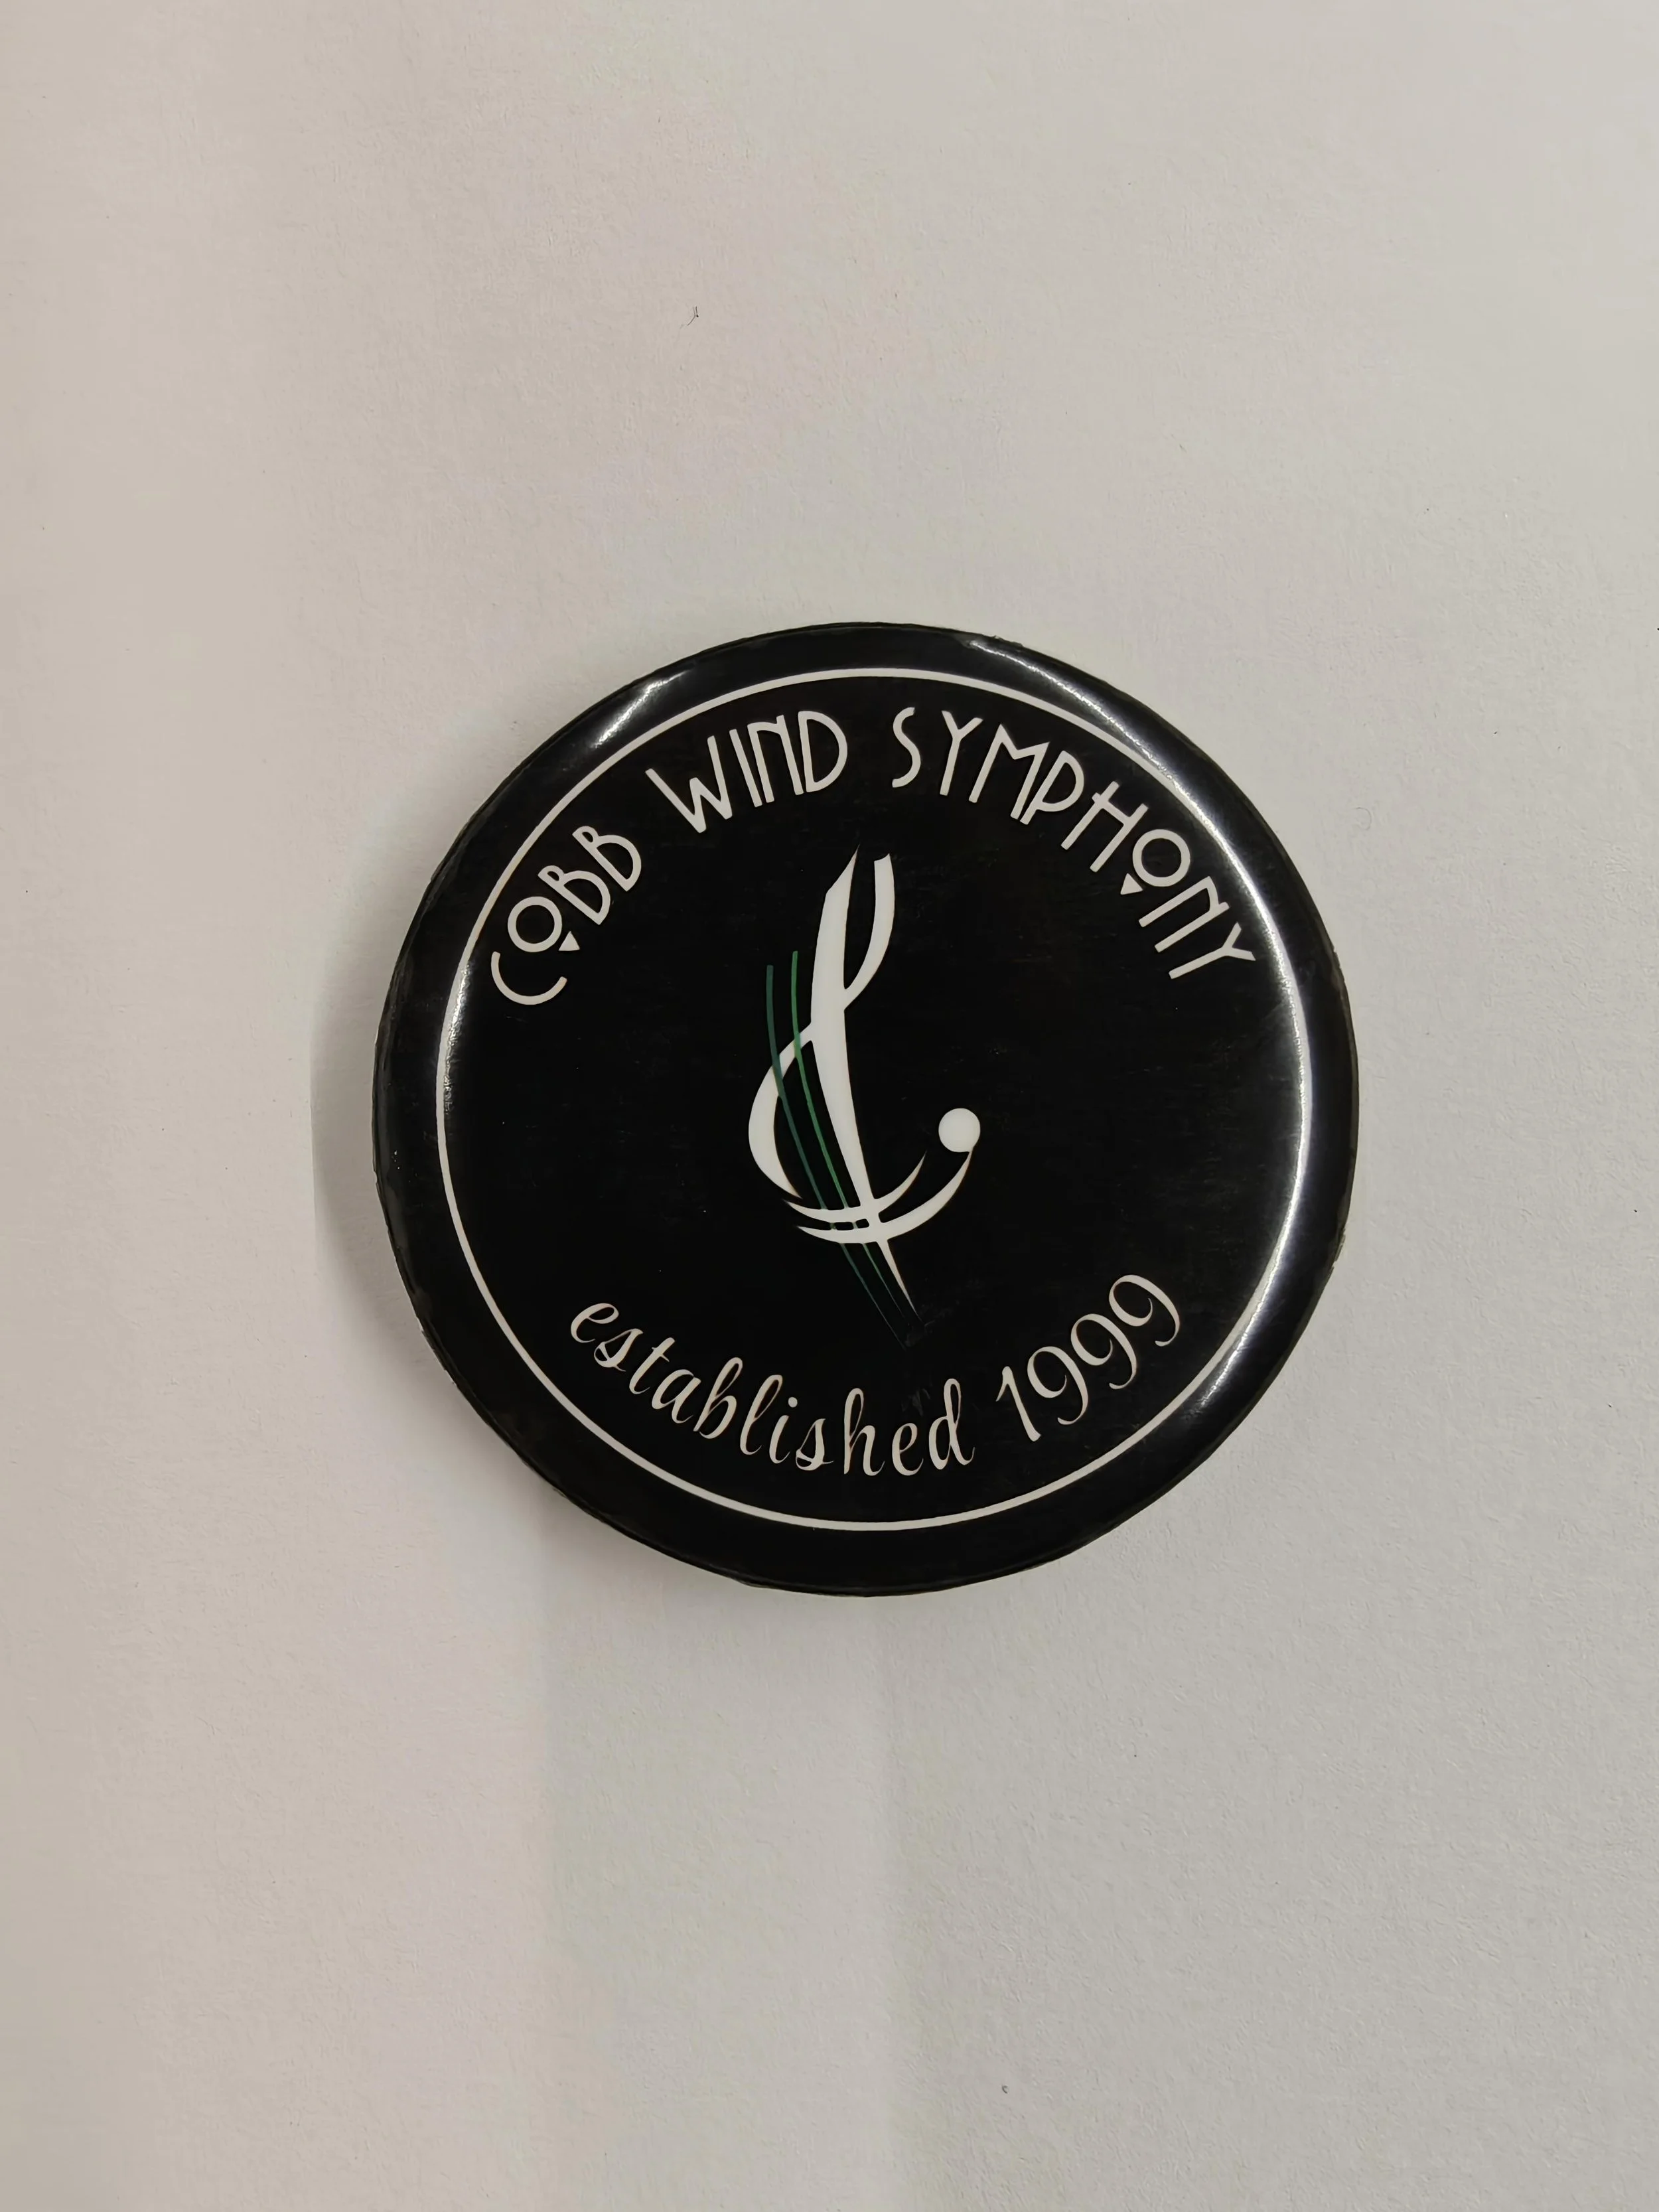 COBB WIND SYMPHONY
established 1999